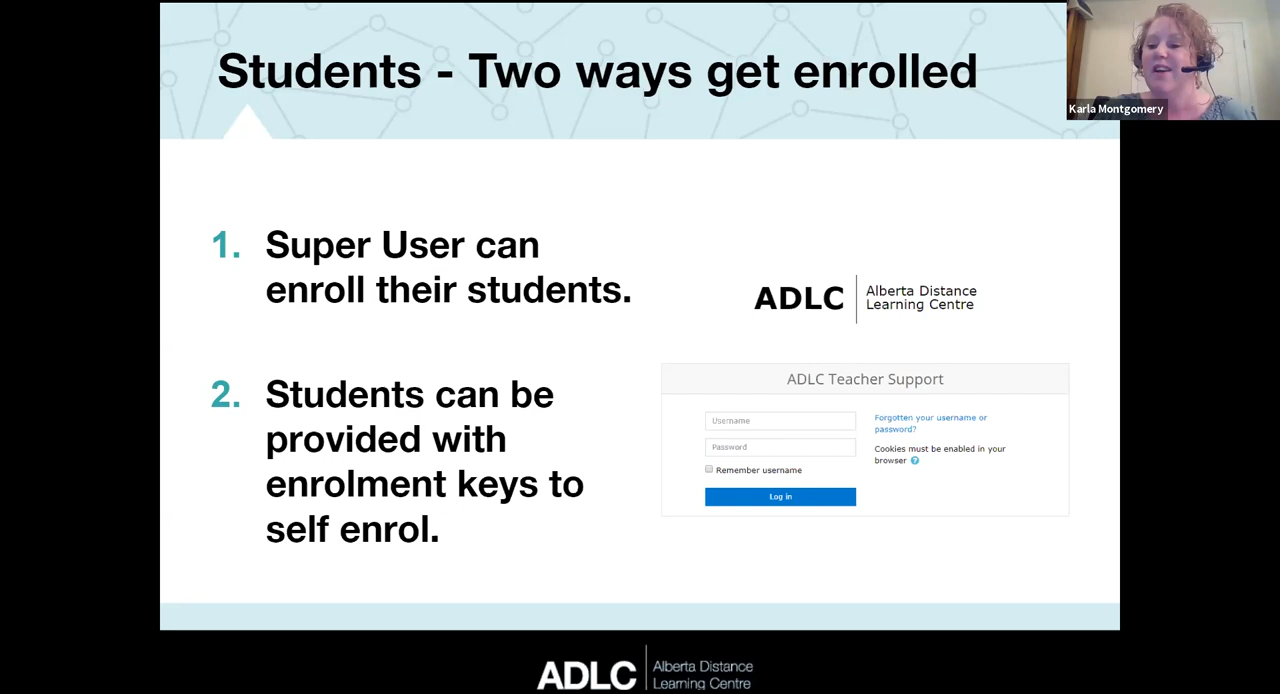 Students - Two ways get enrolled
Karla Montgomery
1. Super User can
enroll their students.
2. Students can be
provided with
enrolment keys to
self enrol.
ADLC
Alberta Distance
Learning Centre
ADLC Teacher Support
Username
Password
Remember username
Log in
Forgotten your username or
password?
Cookies must be enabled in your
browser ?
ADLC
Alberta Distance
Learning Centre